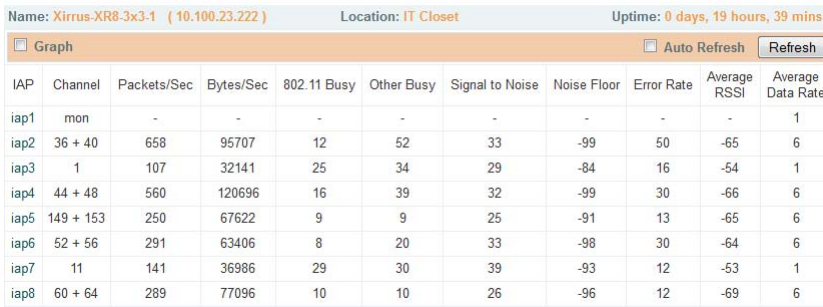 Name: Xirrus-XR8-3x3-1 ( 10.100.23.222 ) Location: IT Closet Uptime: 0 days, 19 hours, 39 mins
Graph Auto Refresh Refresh
IAP Channel Packets/Sec Bytes/Sec 802.11 Busy Other Busy Signal to Noise Noise Floor Error Rate Average RSSI Average Data Rate
iap1 mon - - - - - - - - 1
iap2 36 + 40 658 95707 12 52 33 -99 50 -65 6
iap3 1 107 32141 25 34 29 -84 16 -54 1
iap4 44 + 48 560 120696 16 39 32 -99 30 -66 6
iap5 149 + 153 250 67622 9 9 25 -91 13 -65 6
iap6 52 + 56 291 63406 8 20 33 -98 30 -64 6
iap7 11 141 36986 29 30 39 -93 12 -53 1
iap8 60 + 64 289 77096 10 10 26 -96 12 -69 6